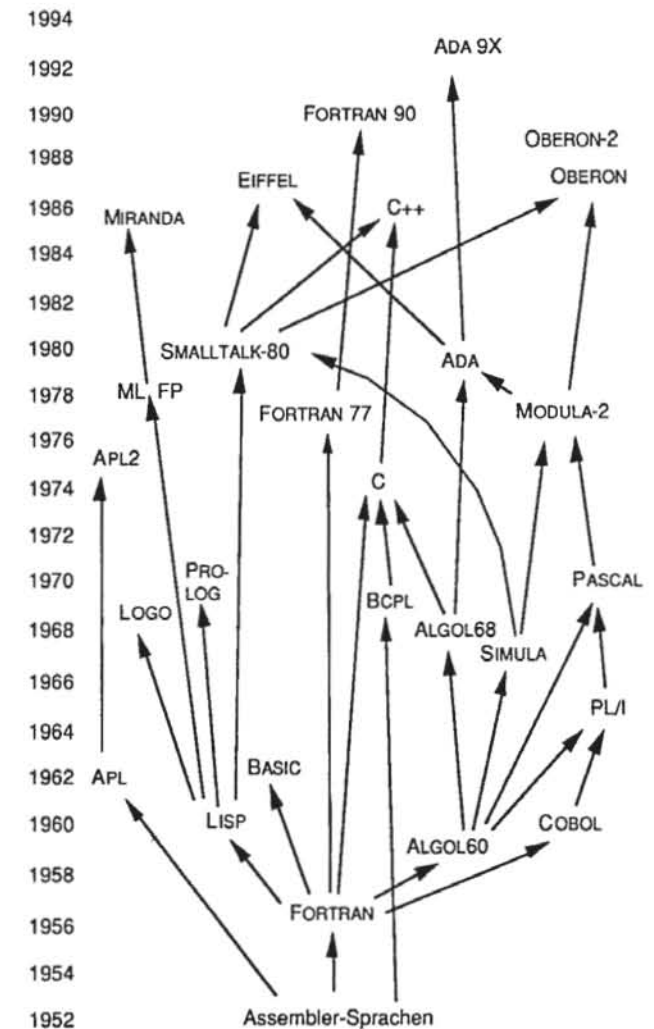 1994
ADA 9X
1992
1990
FORTRAN 90
OBERON-2
1988
EIFFEL
OBERON
1986
MIRANDA
C++
1984
1982
1980
SMALLTALK-80
ADA
1978
ML FP
FORTRAN 77
MODULA-2
1976
APL2
1974
C
1972
1970
PRO-
LOG
BCPL
PASCAL
1968
LOGO
ALGOL68
SIMULA
1966
PL/I
1964
1962
APL
BASIC
1960
LISP
COBOL
ALGOL60
1958
1956
FORTRAN
1954
1952
Assembler-Sprachen